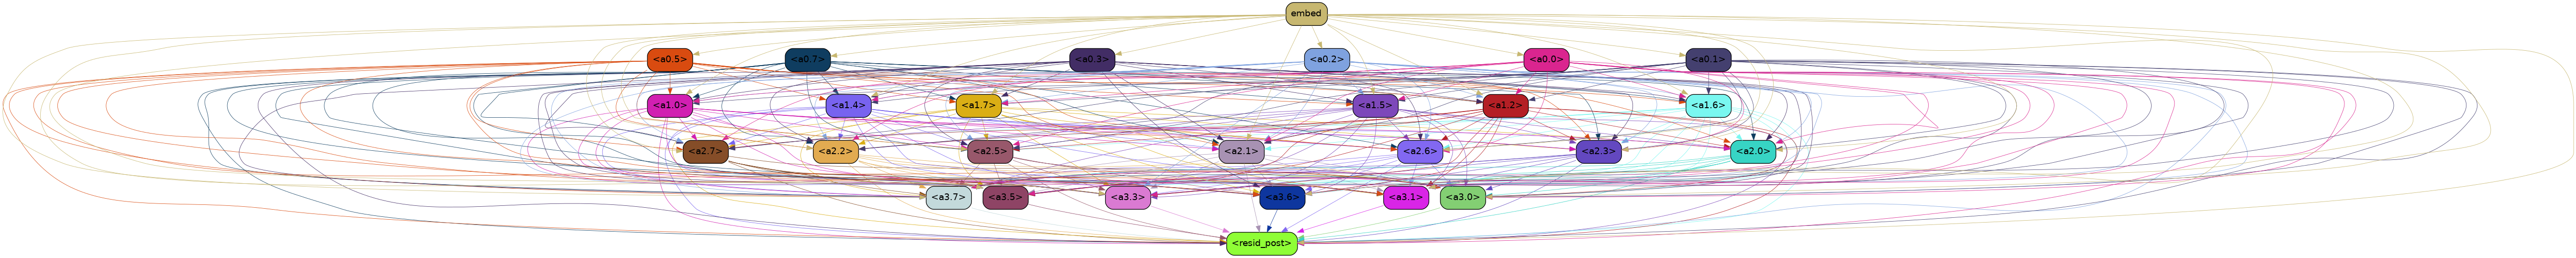 embed
<a0.5> <a0.7> <a0.3> <a0.2> <a0.0> <a0.1>
<a1.0> <a1.4> <a1.7> <a1.5> <a1.2> <a1.6>
<a2.7> <a2.2> <a2.5> <a2.1> <a2.6> <a2.3> <a2.0>
<a3.7> <a3.5> <a3.3> <a3.6> <a3.1> <a3.0>
<resid_post>